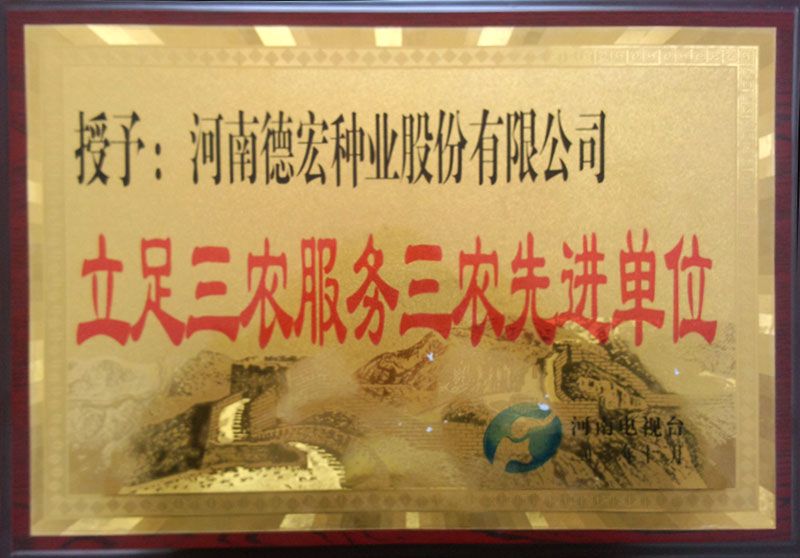 授予：河南德宏种业股份有限公司
立足三农服务三农先进单位
河南电视台